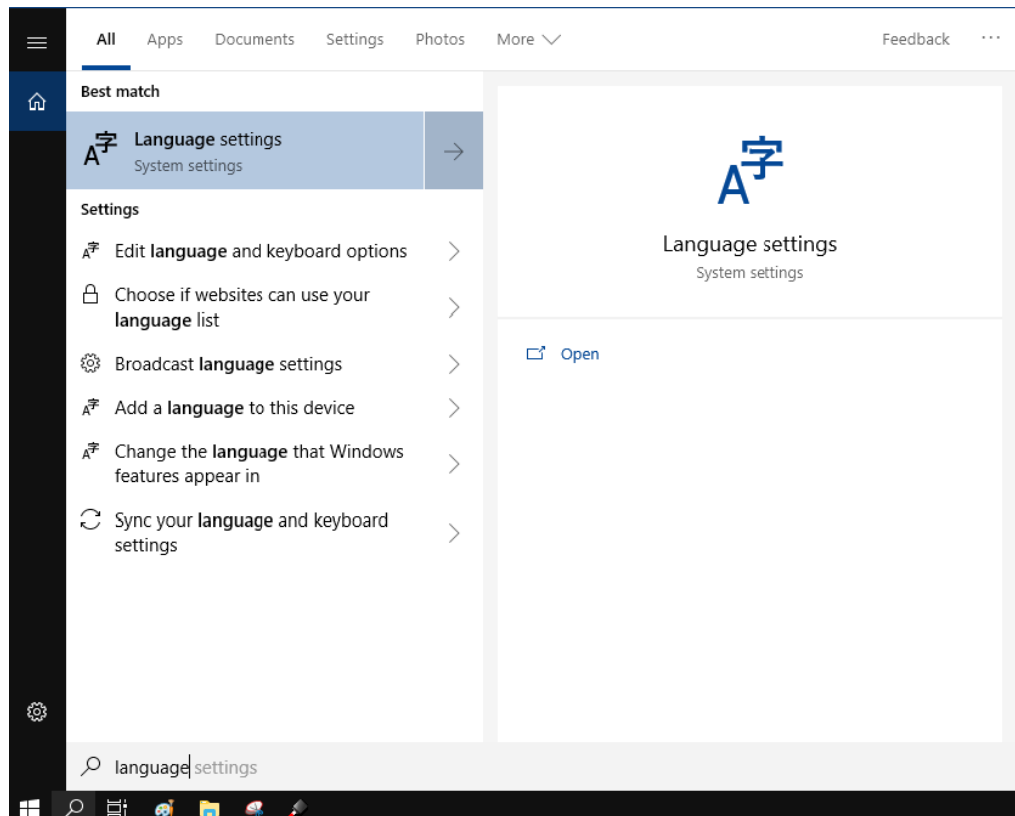 All Apps Documents Settings Photos More Feedback ...
Best match
Language settings
System settings
Settings
Edit language and keyboard options
Choose if websites can use your
language list
Broadcast language settings
Add a language to this device
Change the language that Windows
features appear in
Sync your language and keyboard
settings
A字
Language settings
System settings
Open
language settings